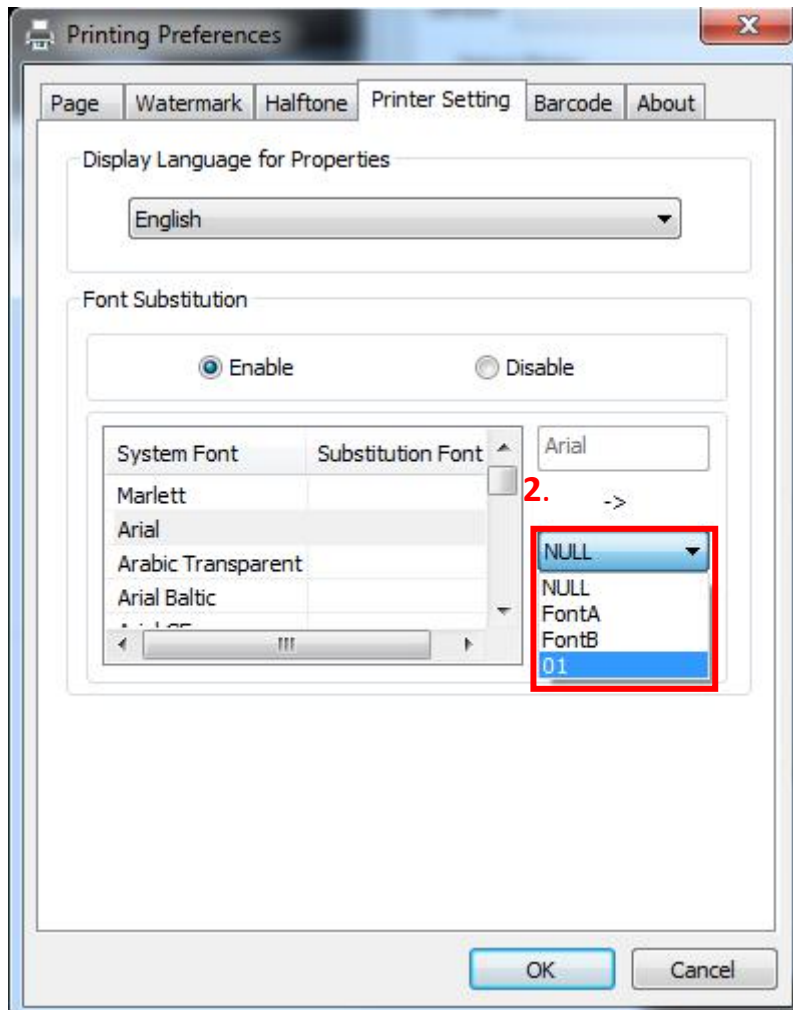 Printing Preferences
Page Watermark Halftone Printer Setting Barcode About
Display Language for Properties
English
Font Substitution
Enable Disable
System Font Substitution Font Arial
Marlett 2. ->
Arial
Arabic Transparent NULL
Arial Baltic NULL
FontA
FontB
01
OK Cancel